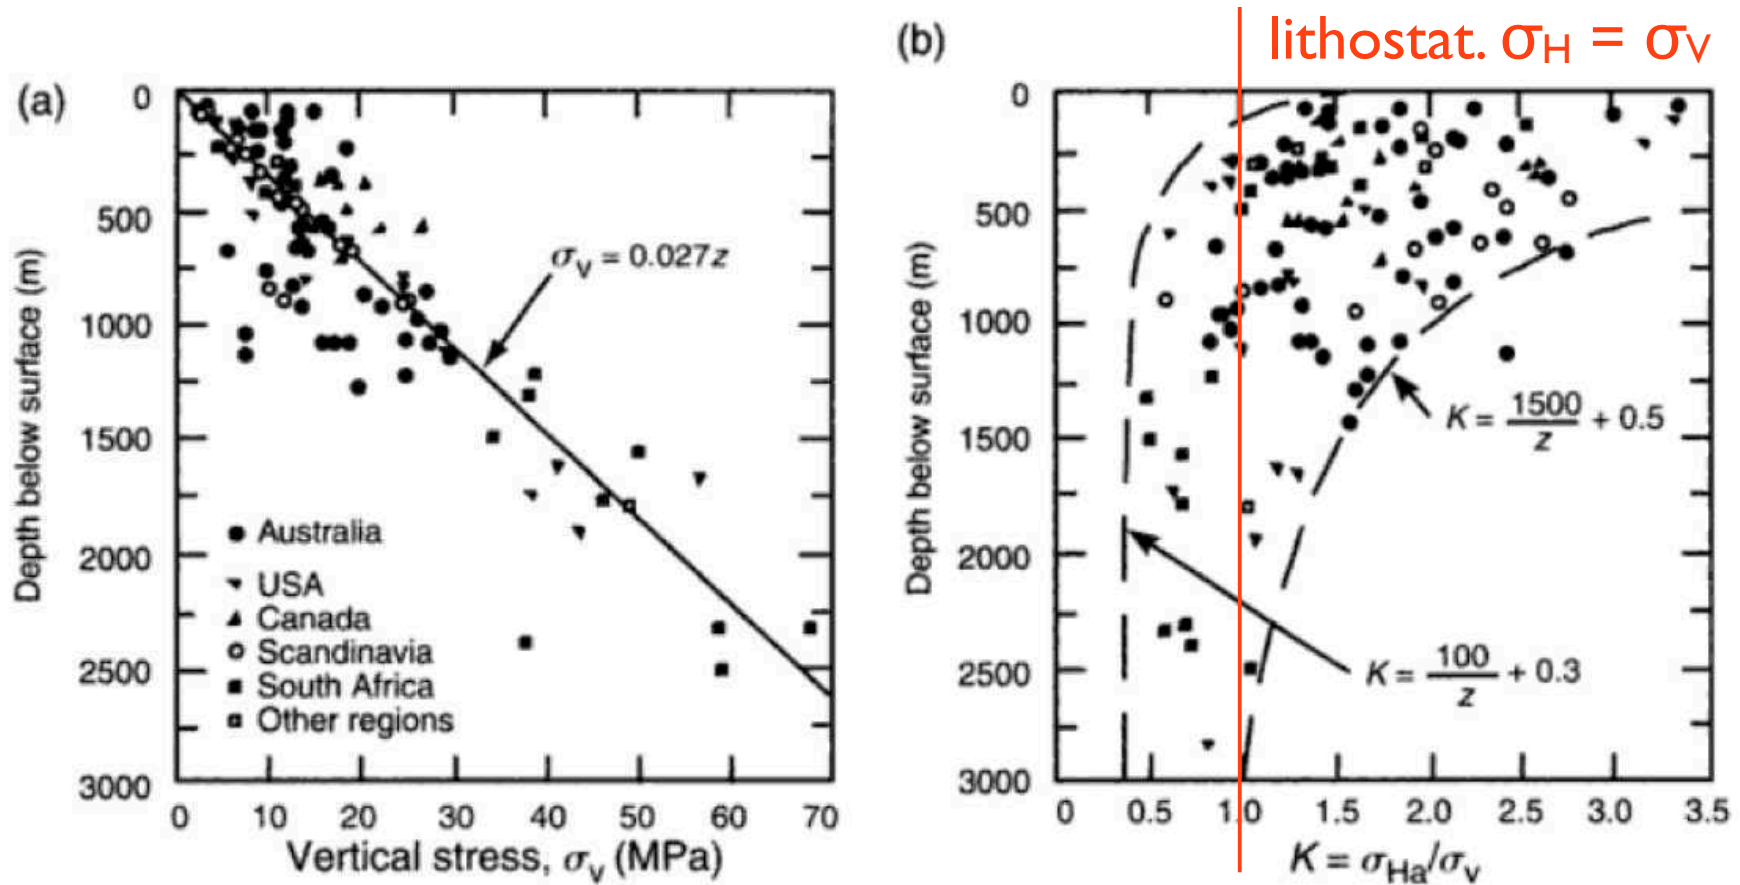 (a)
0
500
1000
1500
2000
2500
3000
Depth below surface (m)
σV = 0.027z
Australia
USA
Canada
Scandinavia
South Africa
Other regions
0 10 20 30 40 50 60 70
Vertical stress, σv (MPa)
(b)
lithostat. σH = σV
0
500
1000
1500
2000
2500
3000
Depth below surface (m)
K = 1500/z + 0.5
K = 100/z + 0.3
0 0.5 1.0 1.5 2.0 2.5 3.0 3.5
K = σHa/σv